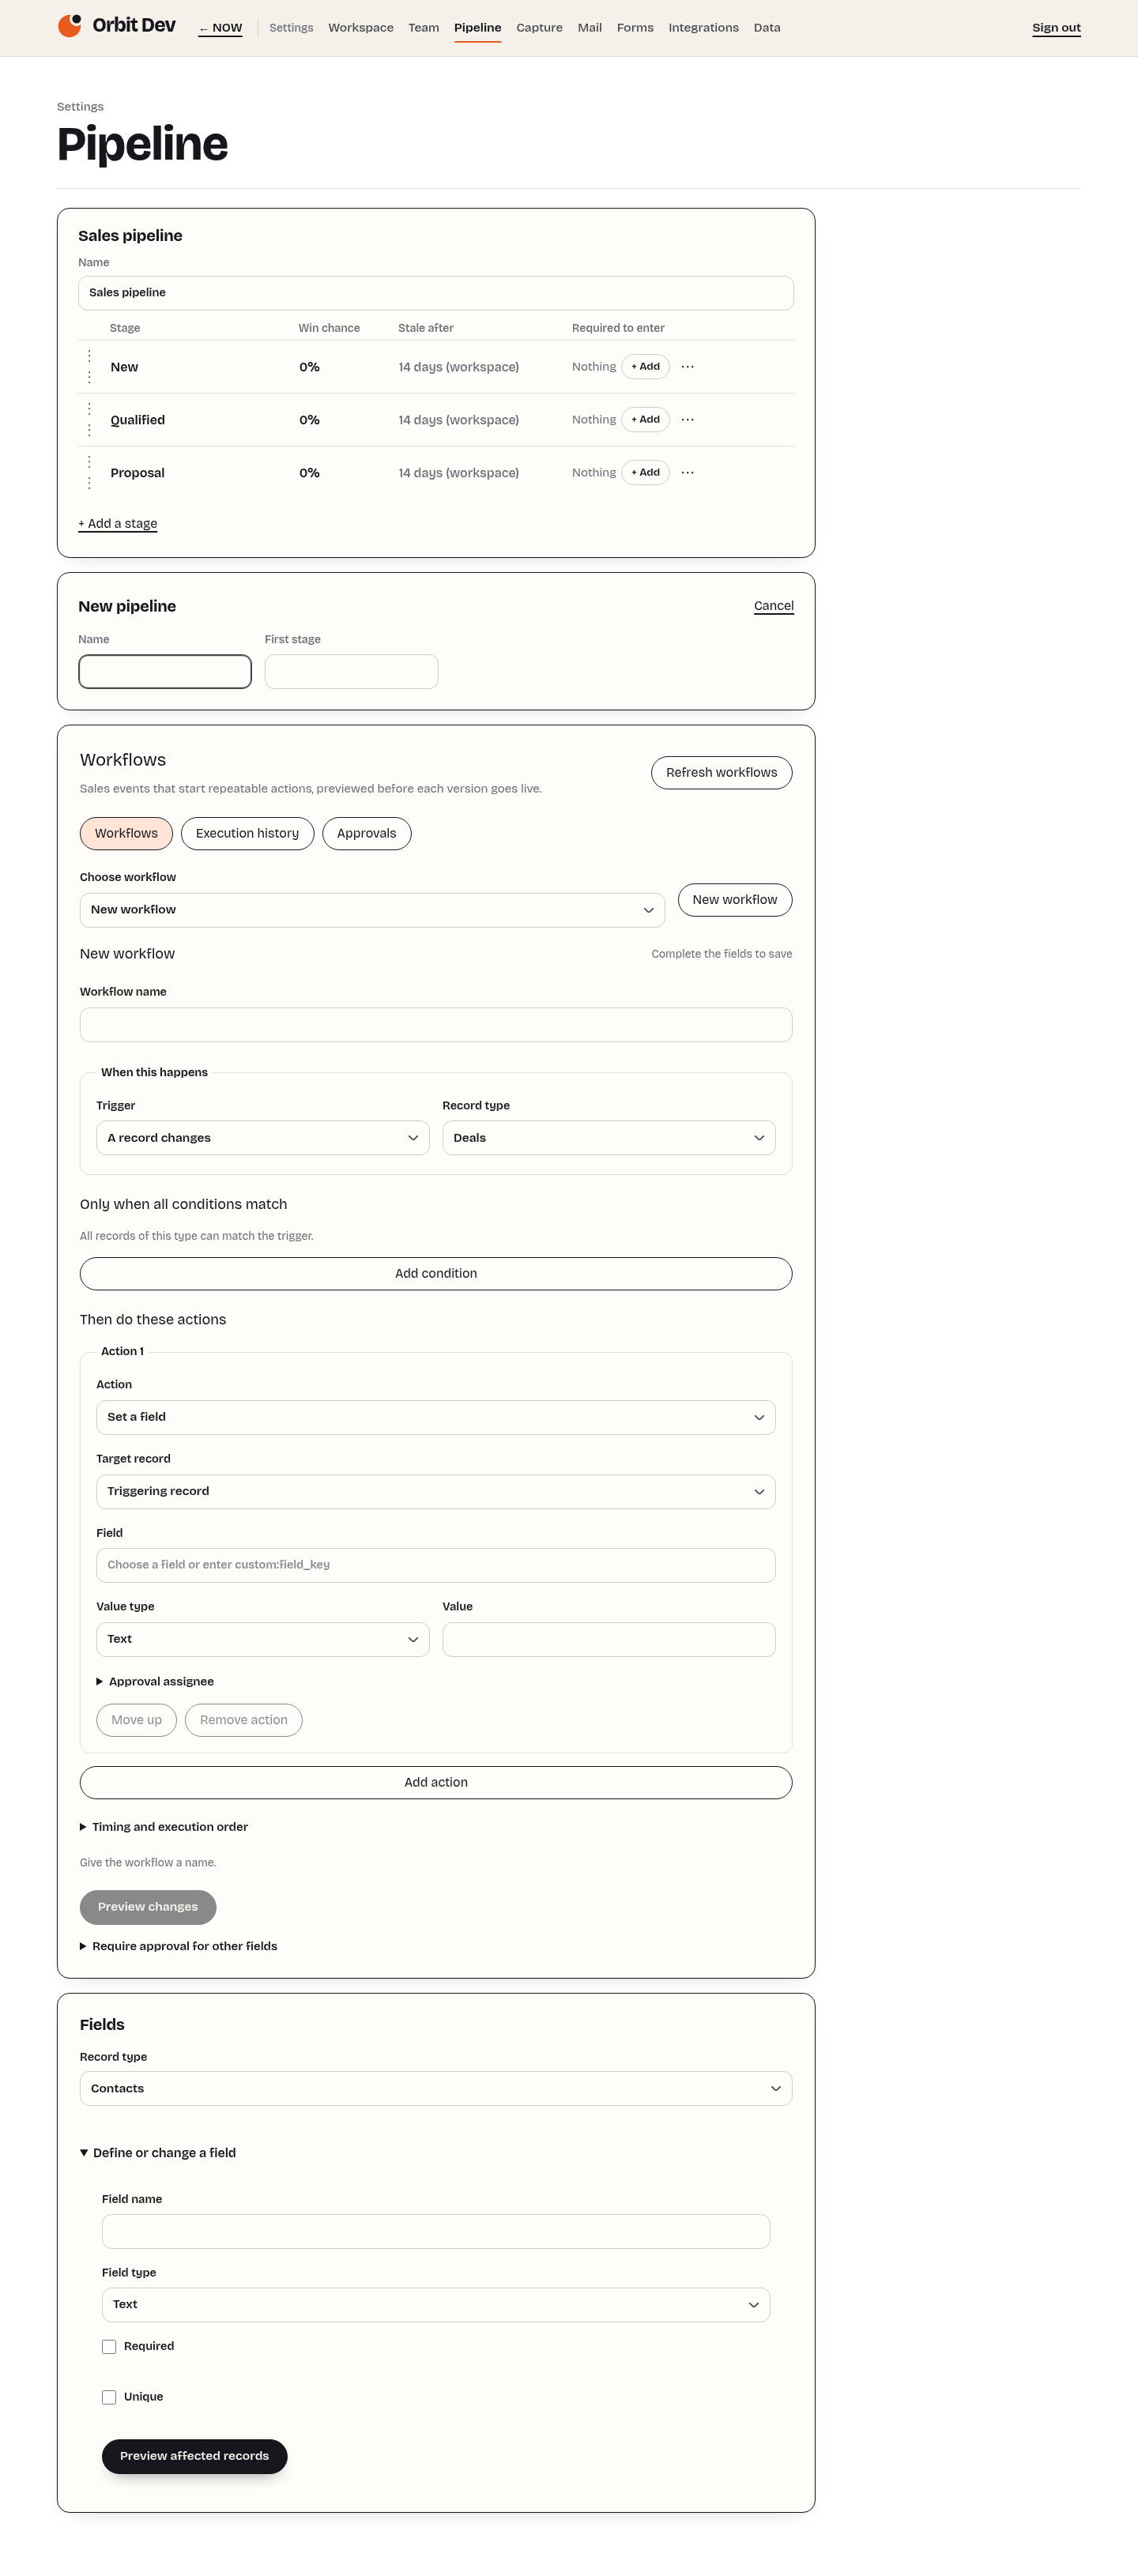 Orbit Dev
← NOW
Settings
Workspace
Team
Pipeline
Capture
Mail
Forms
Integrations
Data
Sign out
Settings
Pipeline
Sales pipeline
Name
Sales pipeline
Stage Win chance Stale after Required to enter
New 0% 14 days (workspace) Nothing + Add ···
Qualified 0% 14 days (workspace) Nothing + Add ···
Proposal 0% 14 days (workspace) Nothing + Add ···
+ Add a stage
New pipeline
Cancel
Name First stage
Workflows
Sales events that start repeatable actions, previewed before each version goes live.
Refresh workflows
Workflows Execution history Approvals
Choose workflow
New workflow
New workflow
New workflow
Complete the fields to save
Workflow name
When this happens
Trigger Record type
A record changes Deals
Only when all conditions match
All records of this type can match the trigger.
Add condition
Then do these actions
Action 1
Action
Set a field
Target record
Triggering record
Field
Choose a field or enter custom:field_key
Value type Value
Text
Approval assignee
Move up Remove action
Add action
Timing and execution order
Give the workflow a name.
Preview changes
Require approval for other fields
Fields
Record type
Contacts
Define or change a field
Field name
Field type
Text
Required
Unique
Preview affected records